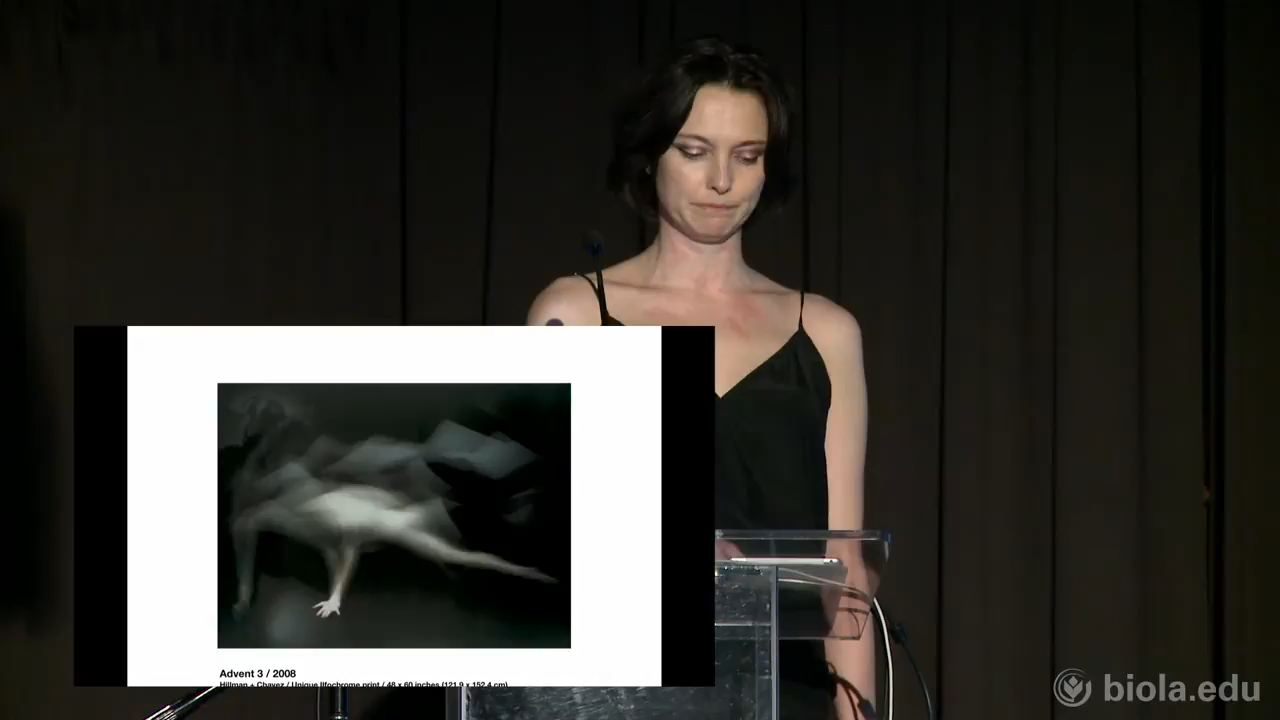 Advent 3 / 2008
Hillman + Chavez / Unique Ilfochrome print / 48 x 60 inches (121.9 x 152.4 cm)
biola.edu